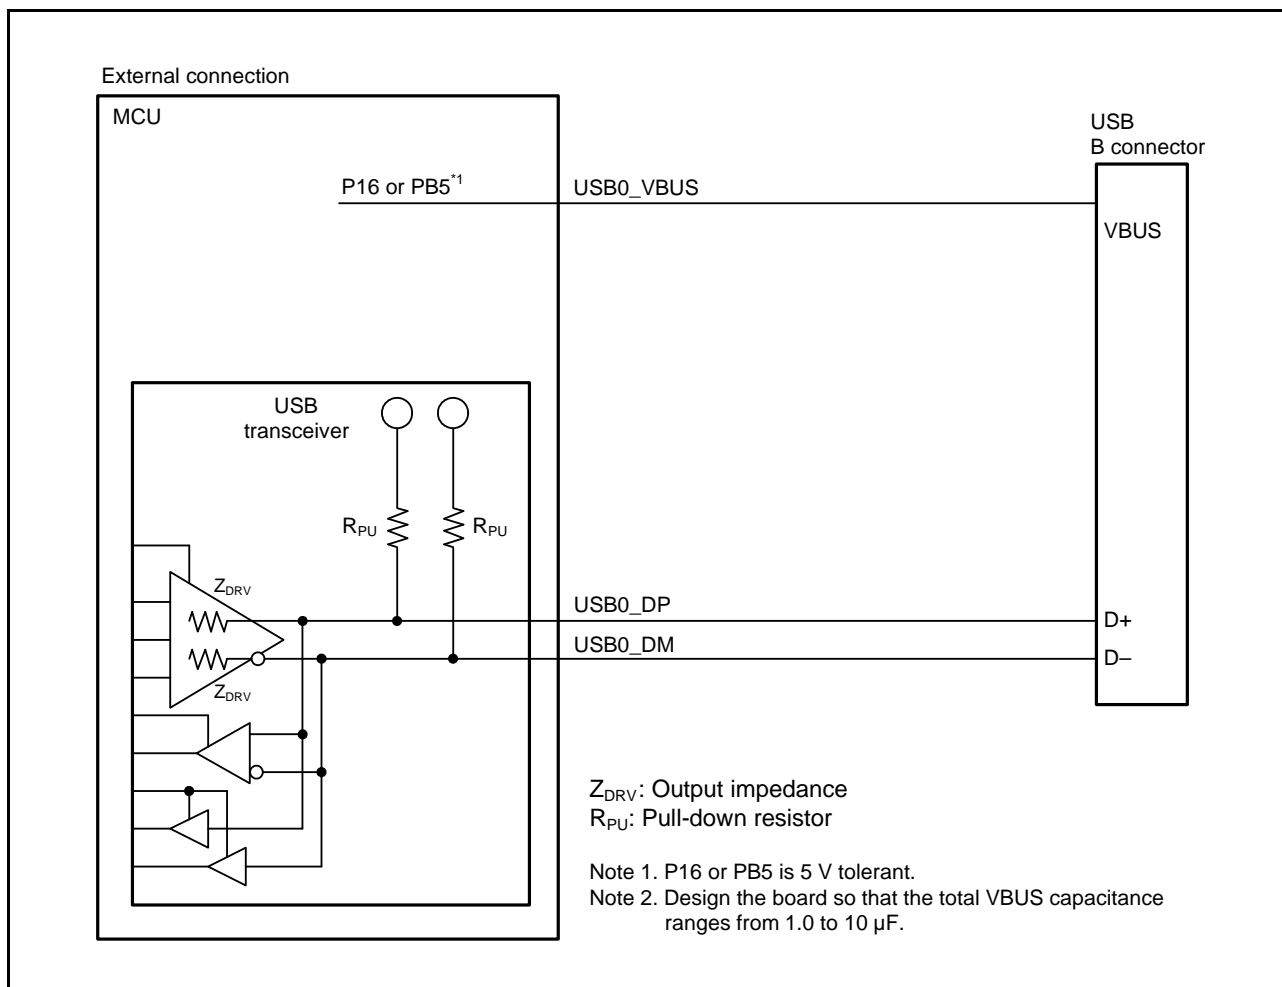 External connection
MCU
USB
B connector
P16 or PB5*1
USB0_VBUS
VBUS
USB
transceiver
RPU
RPU
ZDRV
USB0_DP
D+
USB0_DM
D–
ZDRV
ZDRV: Output impedance
RPU: Pull-down resistor
Note 1. P16 or PB5 is 5 V tolerant.
Note 2. Design the board so that the total VBUS capacitance
ranges from 1.0 to 10 µF.